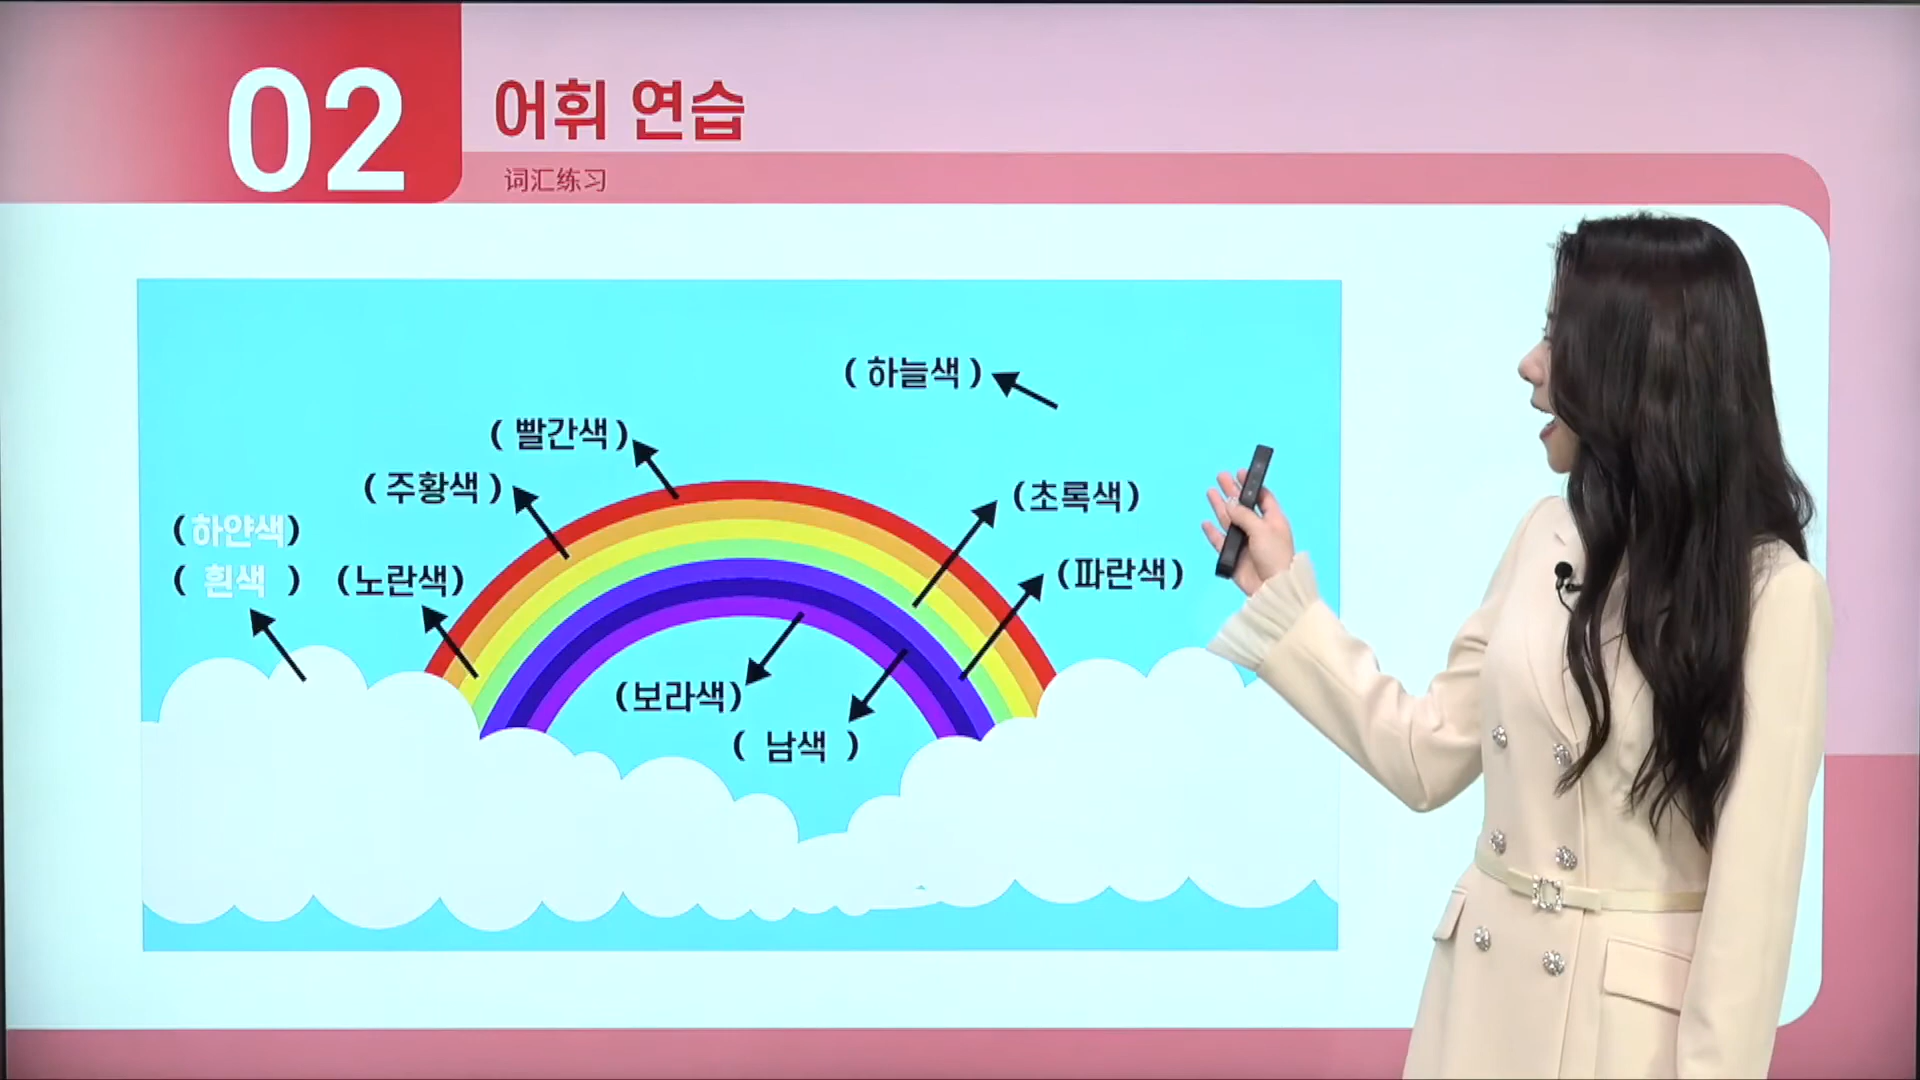 02
어휘 연습
词汇练习
( 하늘색 )
( 빨간색 )
( 주황색 )
(초록색)
(하얀색)
( 흰색 )
(노란색)
(파란색)
(보라색)
( 남색 )